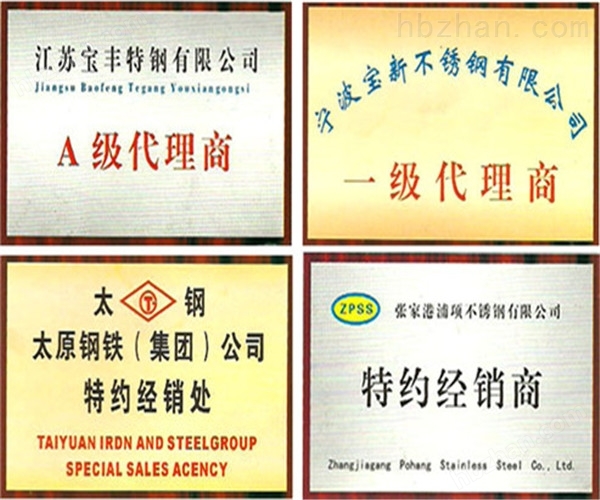 江苏宝丰特钢有限公司
Jiangsu Baofeng Tegang Youxiangongsi
A级代理商
hbzhan.com
宁波宝新不锈钢有限公司
一级代理商
太 钢
太原钢铁(集团)公司
特约经销处
TAIYUAN IRDN AND STEELGROUP
SPECIAL SALES ACENCY
ZPSS 张家港浦项不锈钢有限公司
特约经销商
Zhangjiagang Pohang Stainless Steel Co., Ltd.